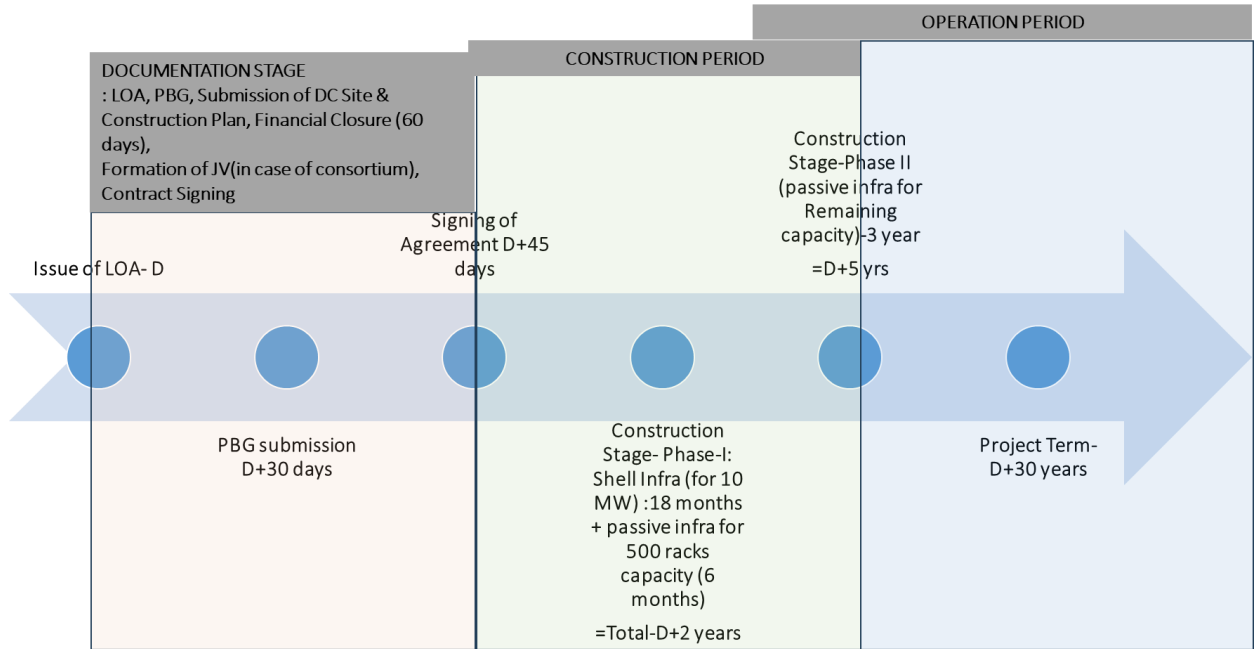 OPERATION PERIOD
CONSTRUCTION PERIOD
DOCUMENTATION STAGE
: LOA, PBG, Submission of DC Site &
Construction Plan, Financial Closure (60
days),
Formation of JV(in case of consortium),
Contract Signing
Issue of LOA- D
PBG submission
D+30 days
Signing of
Agreement D+45
days
Construction
Stage- Phase-I:
Shell Infra (for 10
MW) :18 months
+ passive infra for
500 racks
capacity (6
months)
=Total-D+2 years
Construction
Stage-Phase II
(passive infra for
Remaining
capacity)-3 year
=D+5 yrs
Project Term-
D+30 years